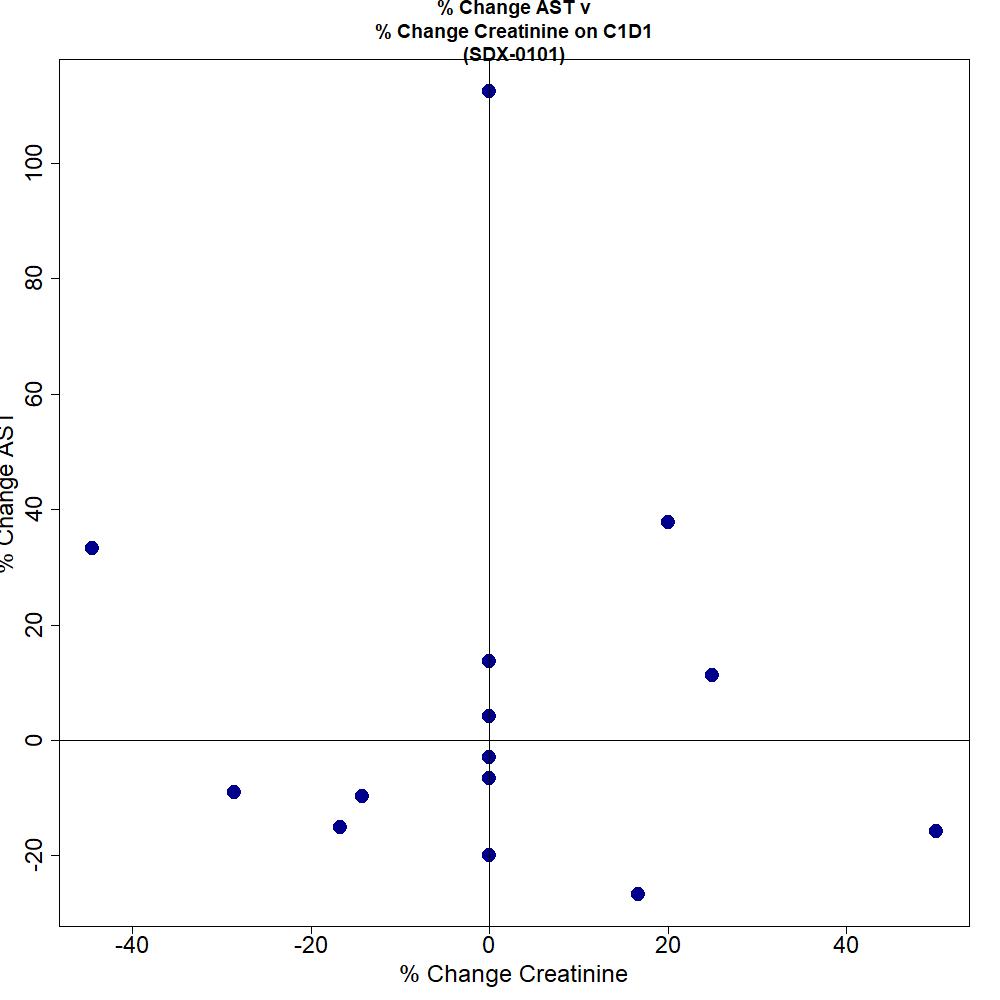 % Change AST v
% Change Creatinine on C1D1
(SDX-0101)
% Change AST
100
80
60
40
20
0
-20
-40
-20
0
20
40
% Change Creatinine